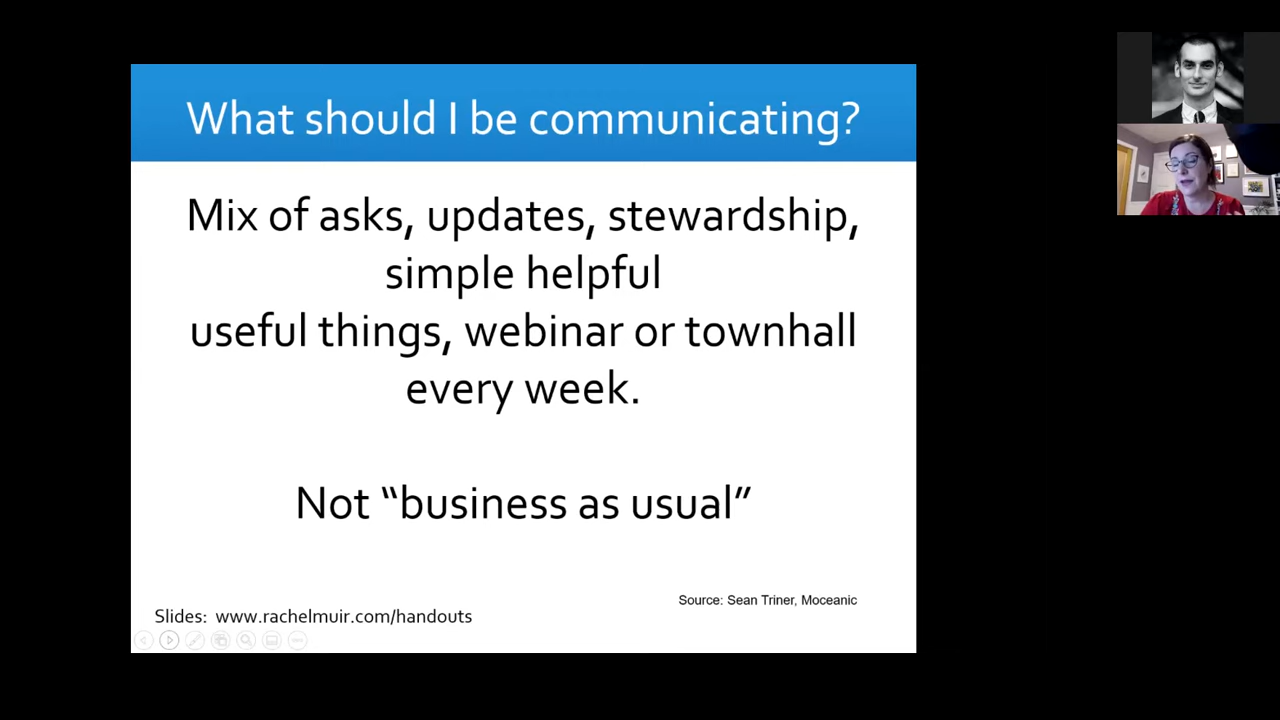 What should I be communicating?
Mix of asks, updates, stewardship,
simple helpful
useful things, webinar or townhall
every week.
Not “business as usual”
Source: Sean Triner, Moceanic
Slides: www.rachelmuir.com/handouts